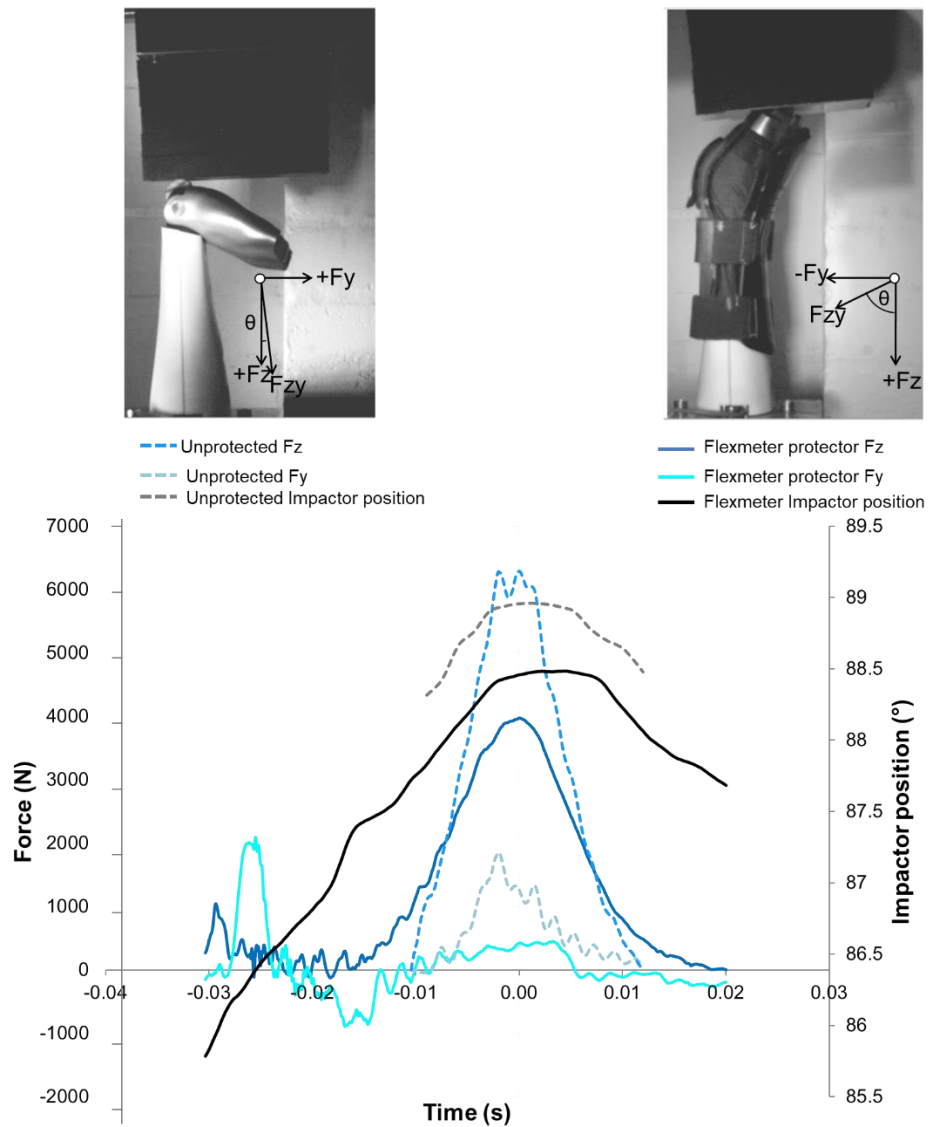 +Fy
θ
+Fz
Fzy
-Fy
Fzy
θ
+Fz
Unprotected Fz
Unprotected Fy
Unprotected Impactor position
Flexmeter protector Fz
Flexmeter protector Fy
Flexmeter Impactor position
7000
6000
5000
4000
3000
2000
1000
0
-1000
-2000
Force (N)
89.5
89
88.5
88
87.5
87
86.5
86
85.5
Impactor position (°)
-0.04
-0.03
-0.02
-0.01
0.00
0.01
0.02
0.03
Time (s)